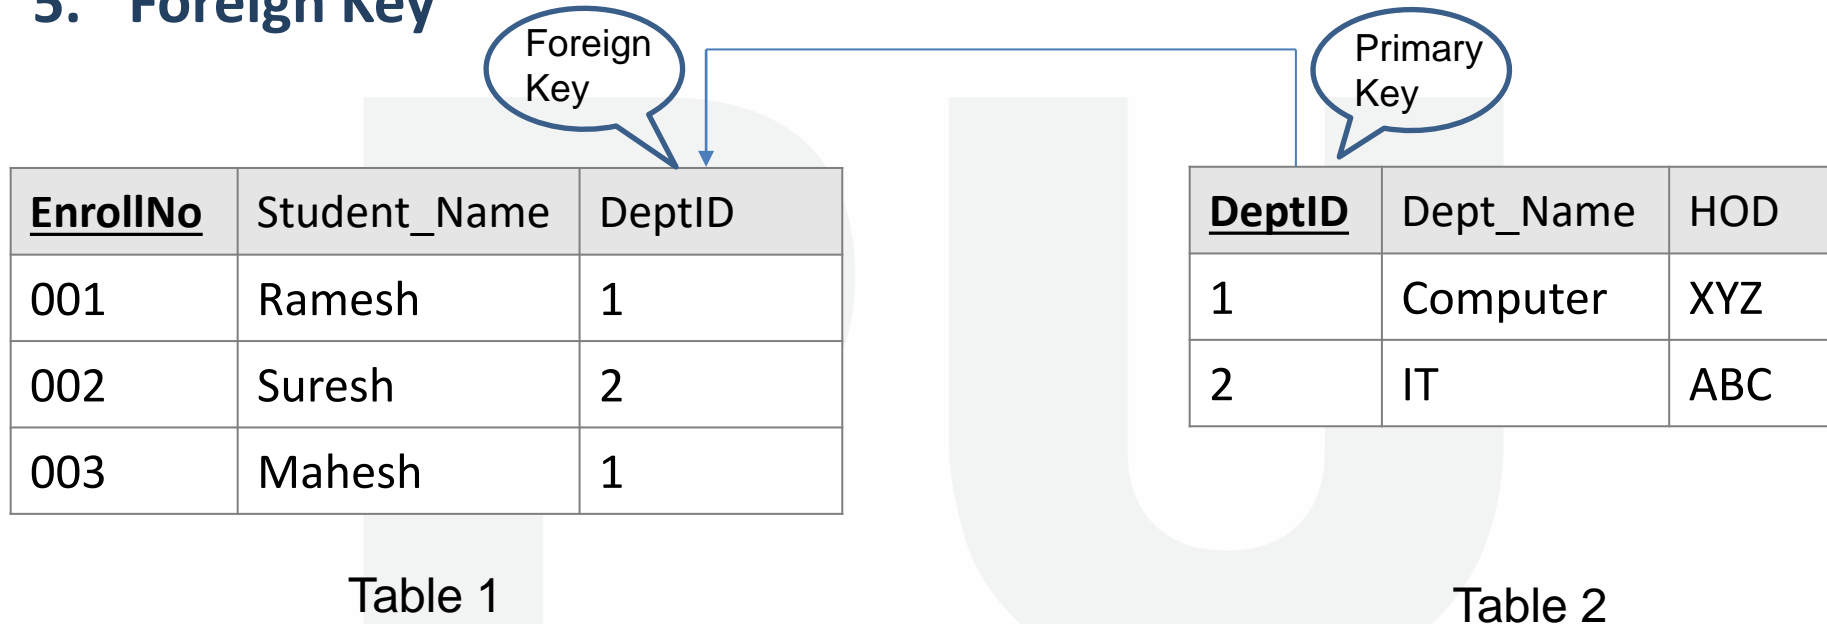 5. Foreign Key
Foreign
Key
Primary
Key
EnrollNo Student_Name DeptID
001 Ramesh 1
002 Suresh 2
003 Mahesh 1
Table 1
DeptID Dept_Name HOD
1 Computer XYZ
2 IT ABC
Table 2